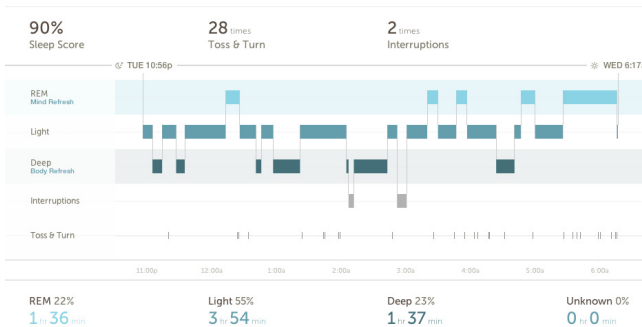 90%
Sleep Score
28 times
Toss & Turn
2 times
Interruptions
TUE 10:56p
WED 6:17
REM
Mind Refresh
Light
Deep
Body Refresh
Interruptions
Toss & Turn
11:00p 12:00a 1:00a 2:00a 3:00a 4:00a 5:00a 6:00a
REM 22%
1 hr 36 min
Light 55%
3 hr 54 min
Deep 23%
1 hr 37 min
Unknown 0%
0 hr 0 min